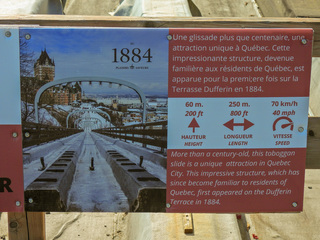 1884
Une glissade plus que centenaire, une
attraction unique à Québec. Cette
impressionante structure, devenue
familière aux résidents de Québec, est
apparue pour la premcere fois sur la
Terrasse Dufferin en 1884.
60 m. 250 m. 70 km/h
200 ft 800 ft 40 mph
HAUTEUR LONGUEUR VITESSE
HEIGHT LENGTH SPEED
More than a century-old, this toboggan
slide is a unique attraction in Quebec
City. This impressive structure, which has
since become familiar to residents of
Quebec, first appeared on the Dufferin
Terrace in 1884.
R